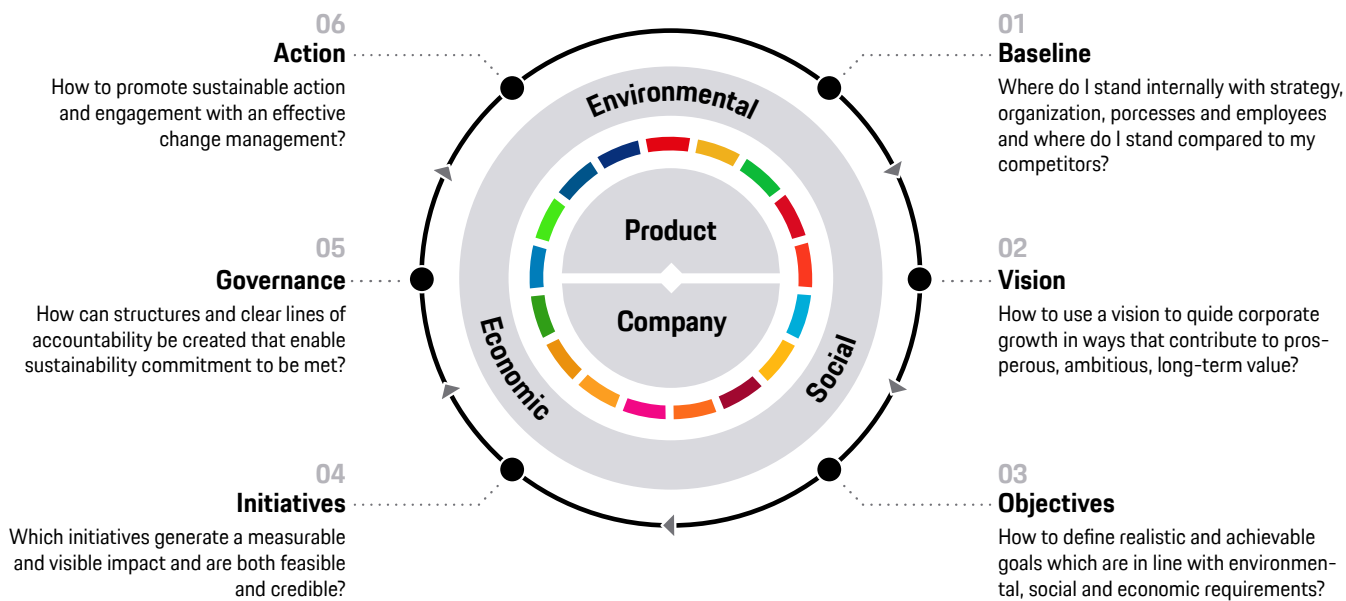 06
Action
How to promote sustainable action
and engagement with an effective
change management?
01
Baseline
Where do I stand internally with strategy,
organization, porcesses and employees
and where do I stand compared to my
competitors?
Environmental
Product
Company
Economic
Social
05
Governance
How can structures and clear lines of
accountability be created that enable
sustainability commitment to be met?
02
Vision
How to use a vision to quide corporate
growth in ways that contribute to pros-
perous, ambitious, long-term value?
04
Initiatives
Which initiatives generate a measurable
and visible impact and are both feasible
and credible?
03
Objectives
How to define realistic and achievable
goals which are in line with environmen-
tal, social and economic requirements?